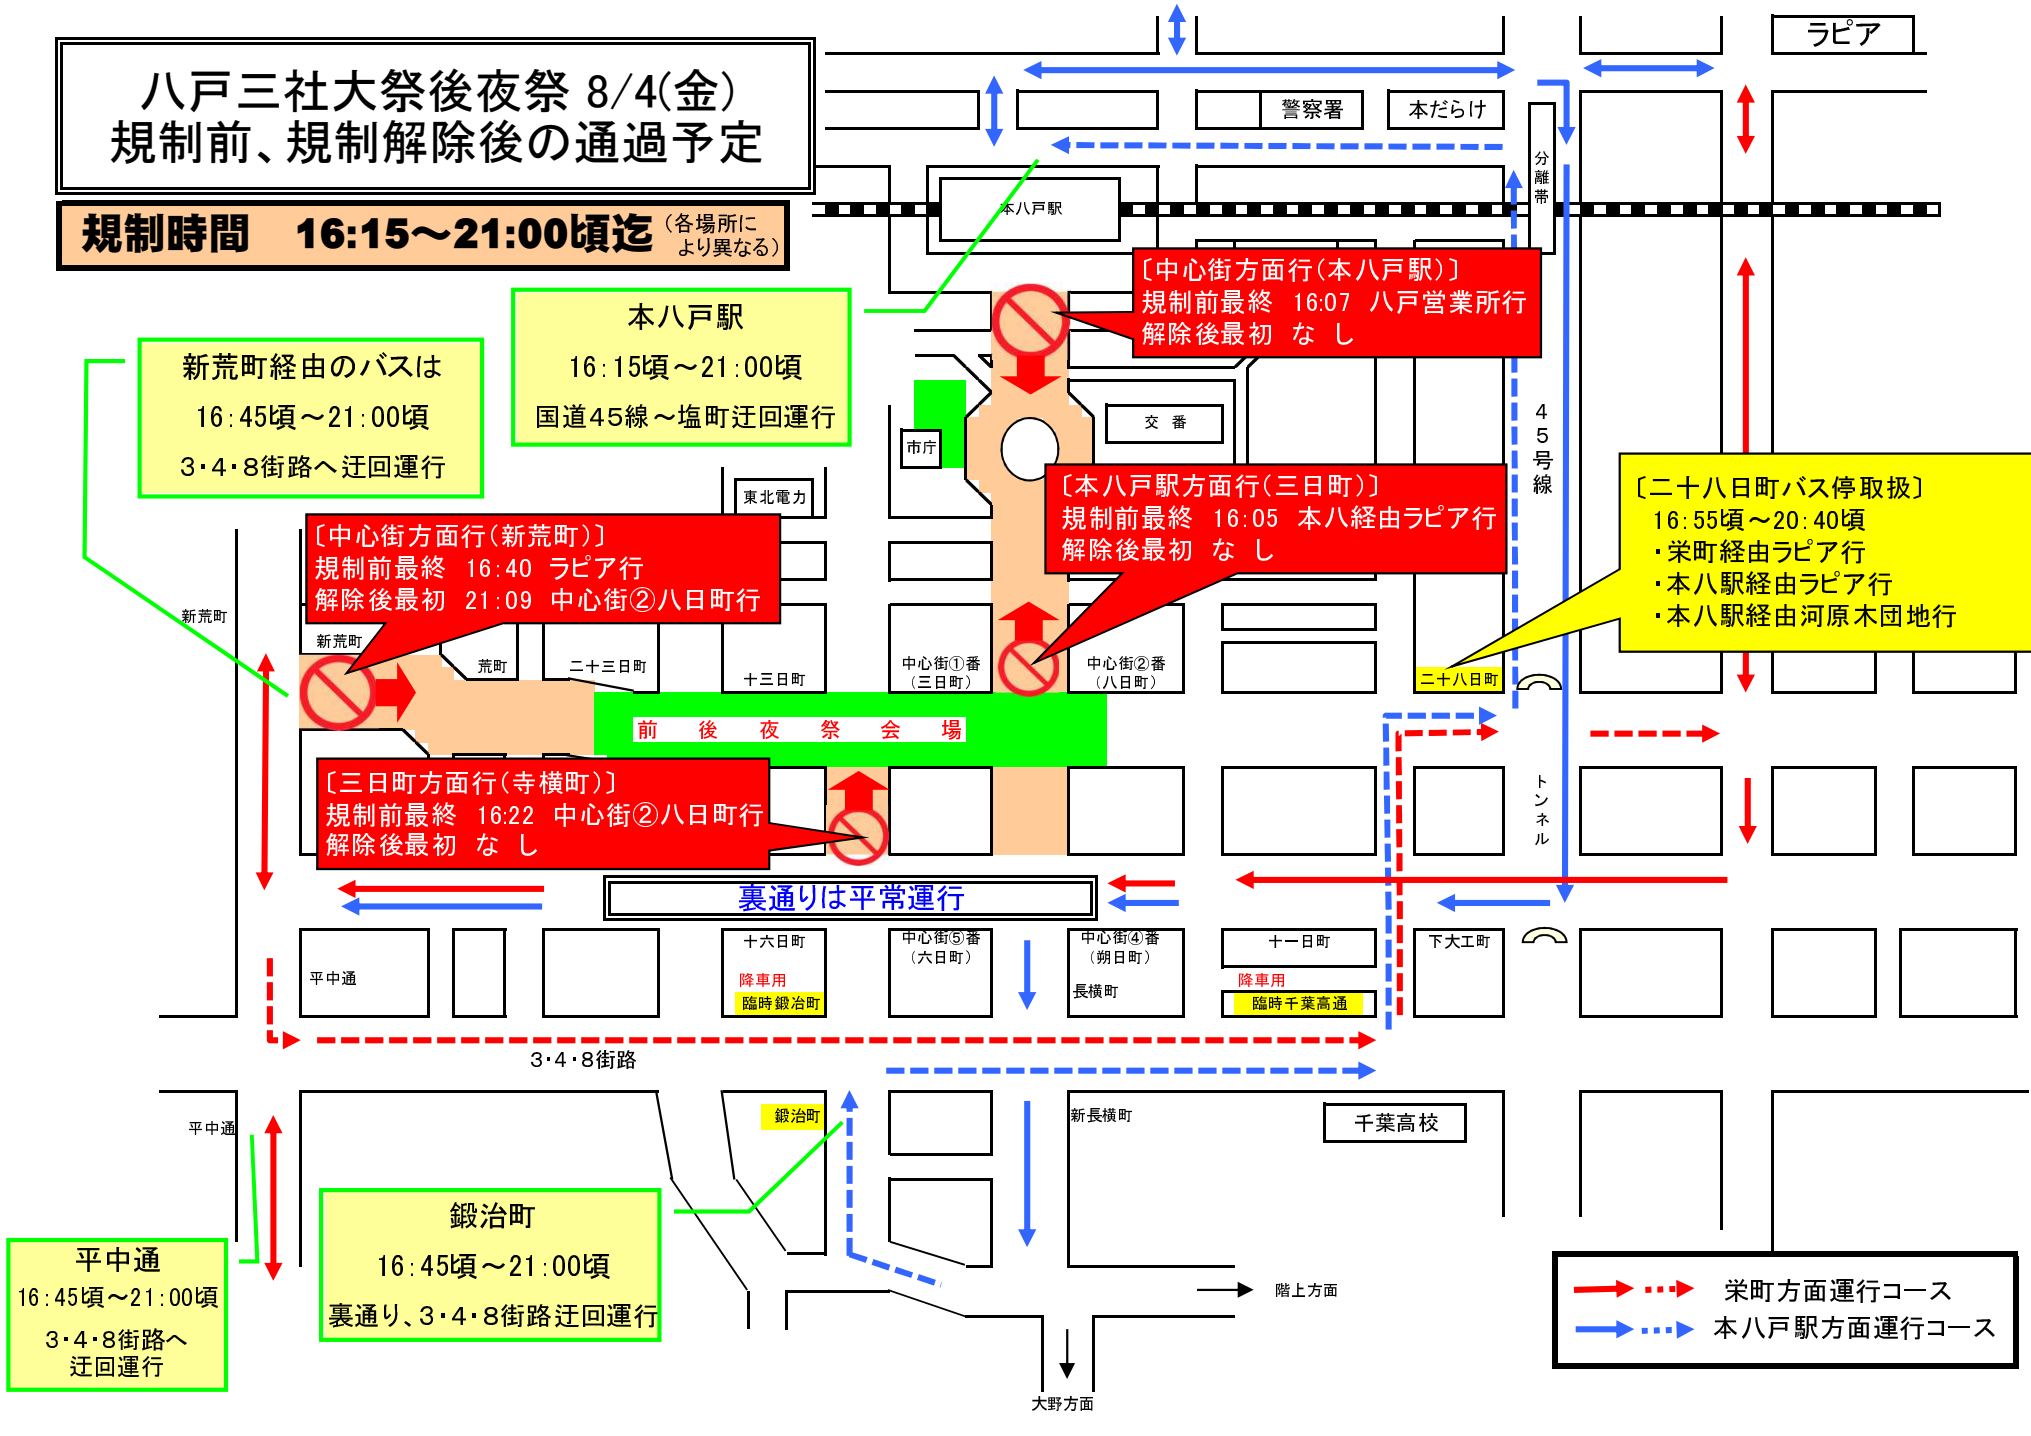 八戸三社大祭後夜祭 8/4(金)
規制前、規制解除後の通過予定
規制時間 16:15～21:00頃迄
（各場所に
より異なる）
ラピア
警察署
本だらけ
分離帯
本八戸駅
〔中心街方面行(本八戸駅)〕
規制前最終 16:07 八戸営業所行
解除後最初 な し
本八戸駅
16:15頃～21:00頃
国道45線～塩町迂回運行
新荒町経由のバスは
16:45頃～21:00頃
3・4・8街路へ迂回運行
交 番
市庁
45号線
東北電力
〔本八戸駅方面行(三日町)〕
規制前最終 16:05 本八経由ラピア行
解除後最初 な し
〔二十八日町バス停取扱〕
16:55頃～20:40頃
・栄町経由ラピア行
・本八駅経由ラピア行
・本八駅経由河原木団地行
〔中心街方面行(新荒町)〕
規制前最終 16:40 ラピア行
解除後最初 21:09 中心街②八日町行
新荒町
新荒町
荒町
二十三日町
十三日町
中心街①番
(三日町)
中心街②番
(八日町)
二十八日町
前後夜祭会場
〔三日町方面行(寺横町)〕
規制前最終 16:22 中心街②八日町行
解除後最初 な し
トンネル
裏通りは平常運行
平中通
十六日町
降車用
臨時鍛冶町
中心街⑤番
(六日町)
中心街④番
(朔日町)
長横町
十一日町
降車用
臨時千葉高通
下大工町
3・4・8街路
平中通
鍛冶町
新長横町
千葉高校
鍛冶町
16:45頃～21:00頃
裏通り、3・4・8街路迂回運行
平中通
16:45頃～21:00頃
3・4・8街路へ
迂回運行
階上方面
大野方面
栄町方面運行コース
本八戸駅方面運行コース